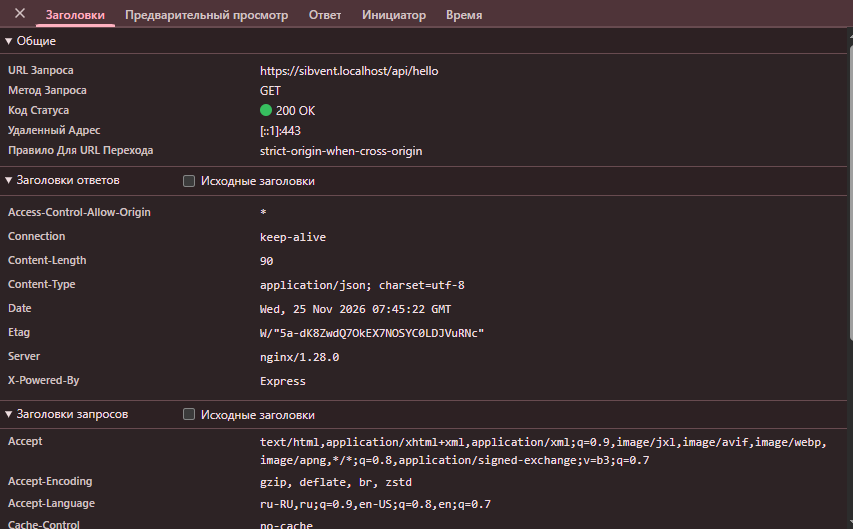 Заголовки Предварительный просмотр Ответ Инициатор Время
Общие
URL Запроса https://sibvent.localhost/api/hello
Метод Запроса GET
Код Статуса 200 OK
Удаленный Адрес [::1]:443
Правило Для URL Перехода strict-origin-when-cross-origin
Заголовки ответов Исходные заголовки
Access-Control-Allow-Origin *
Connection keep-alive
Content-Length 90
Content-Type application/json; charset=utf-8
Date Wed, 25 Nov 2026 07:45:22 GMT
Etag W/"5a-dK8ZwdQ7OkEX7NOSYC0LDJVuRNc"
Server nginx/1.28.0
X-Powered-By Express
Заголовки запросов Исходные заголовки
Accept text/html,application/xhtml+xml,application/xml;q=0.9,image/jxl,image/avif,image/webp,
image/apng,*/*;q=0.8,application/signed-exchange;v=b3;q=0.7
Accept-Encoding gzip, deflate, br, zstd
Accept-Language ru-RU,ru;q=0.9,en-US;q=0.8,en;q=0.7
Cache-Control no-cache